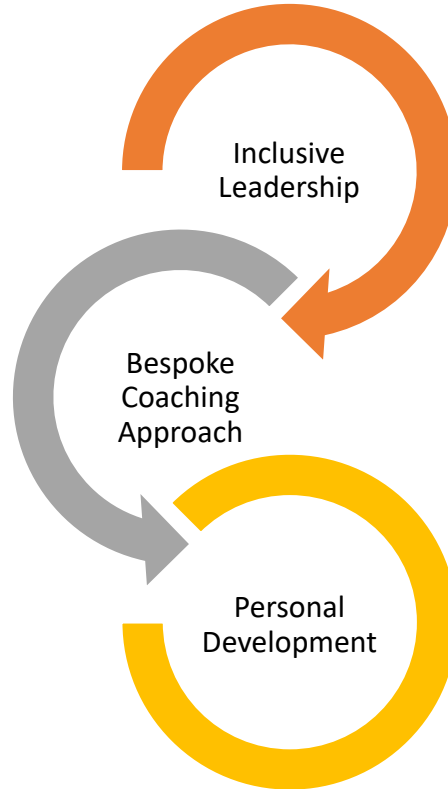 Inclusive
Leadership
Bespoke
Coaching
Approach
Personal
Development